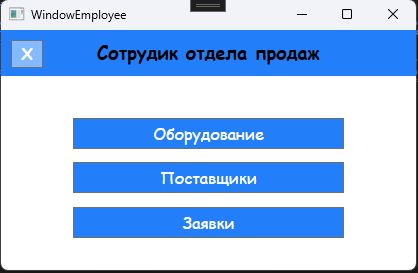 WindowEmployee
X
Сотрудик отдела продаж
Оборудование
Поставщики
Заявки